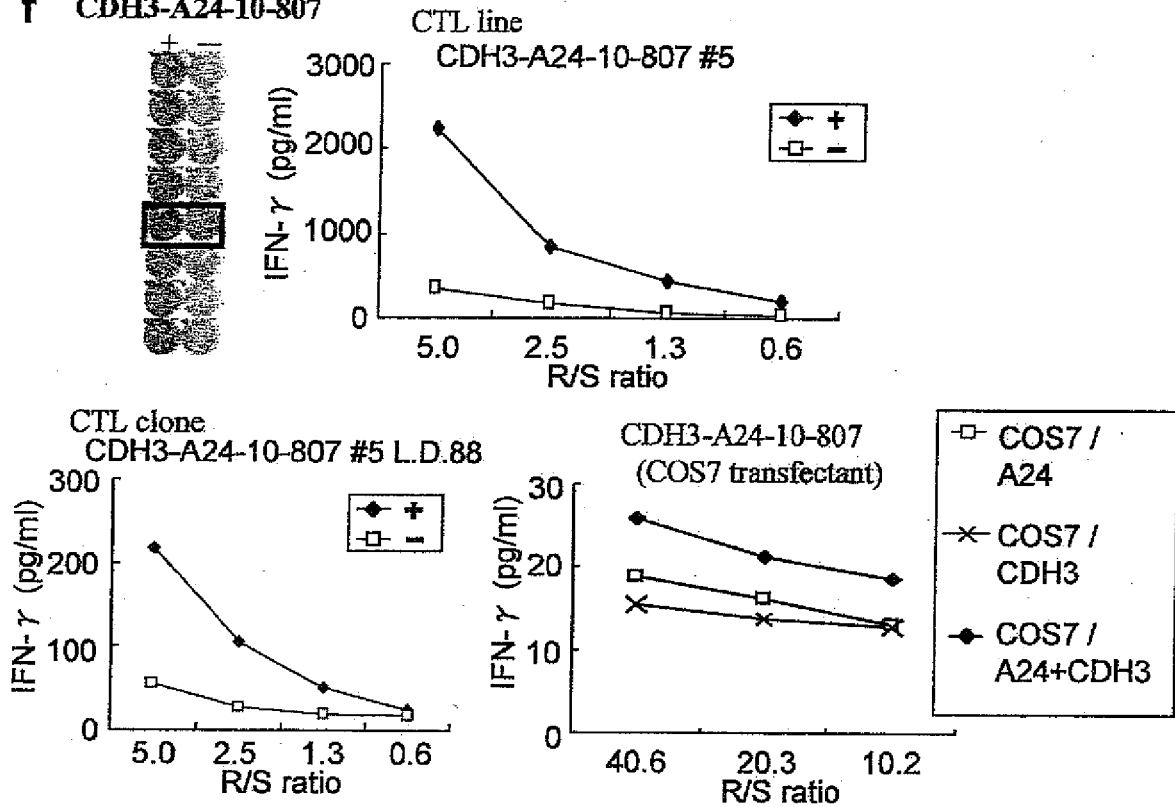 f CDH3-A24-10-807
+ −
CTL line
CDH3-A24-10-807 #5
3000
2000
1000
0
IFN-γ (pg/ml)
+
−
5.0 2.5 1.3 0.6
R/S ratio
CTL clone
CDH3-A24-10-807 #5 L.D.88
300
200
100
0
IFN-γ (pg/ml)
+
−
5.0 2.5 1.3 0.6
R/S ratio
CDH3-A24-10-807
(COS7 transfectant)
30
20
10
0
IFN-γ (pg/ml)
40.6 20.3 10.2
R/S ratio
COS7 /
A24
COS7 /
CDH3
COS7 /
A24+CDH3